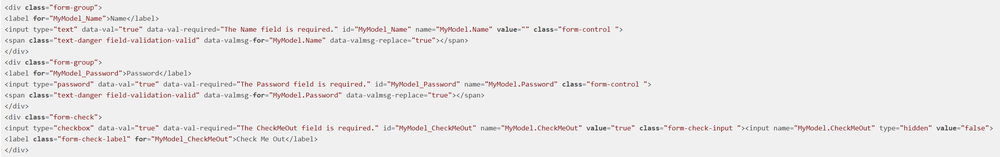 <div class="form-group">
<label for="MyModel_Name">Name</label>
<input type="text" data-val="true" data-val-required="The Name field is required." id="MyModel_Name" name="MyModel.Name" value="" class="form-control ">
<span class="text-danger field-validation-valid" data-valmsg-for="MyModel.Name" data-valmsg-replace="true"></span>
</div>
<div class="form-group">
<label for="MyModel_Password">Password</label>
<input type="password" data-val="true" data-val-required="The Password field is required." id="MyModel_Password" name="MyModel.Password" class="form-control ">
<span class="text-danger field-validation-valid" data-valmsg-for="MyModel.Password" data-valmsg-replace="true"></span>
</div>
<div class="form-check">
<input type="checkbox" data-val="true" data-val-required="The CheckMeOut field is required." id="MyModel_CheckMeOut" name="MyModel.CheckMeOut" value="true" class="form-check-input "><input name="MyModel.CheckMeOut" type="hidden" value="false">
<label class="form-check-label" for="MyModel_CheckMeOut">Check Me Out</label>
</div>